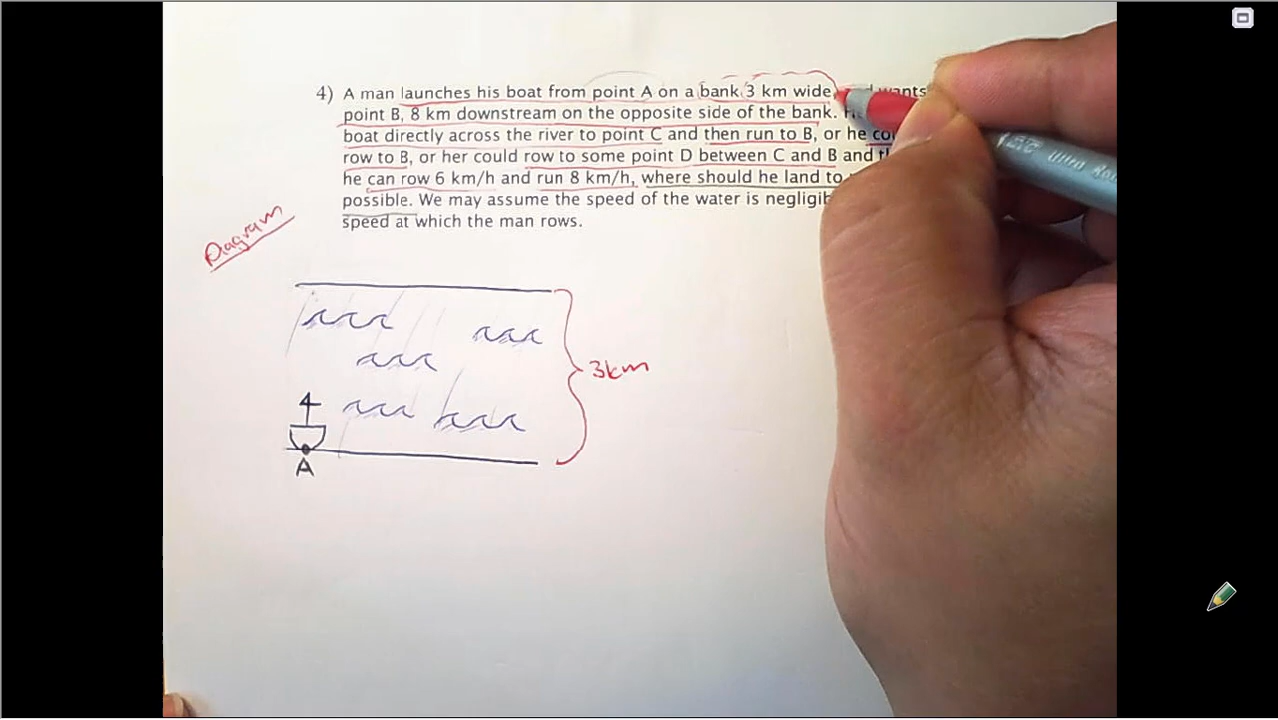 4) A man launches his boat from point A on a bank 3 km wide, wants
point B, 8 km downstream on the opposite side of the bank.
boat directly across the river to point C and then run to B, or he
row to B, or her could row to some point D between C and B and
he can row 6 km/h and run 8 km/h, where should he land to
possible. We may assume the speed of the water is
speed at which the man rows.
Diagram
3km
A
Ultra